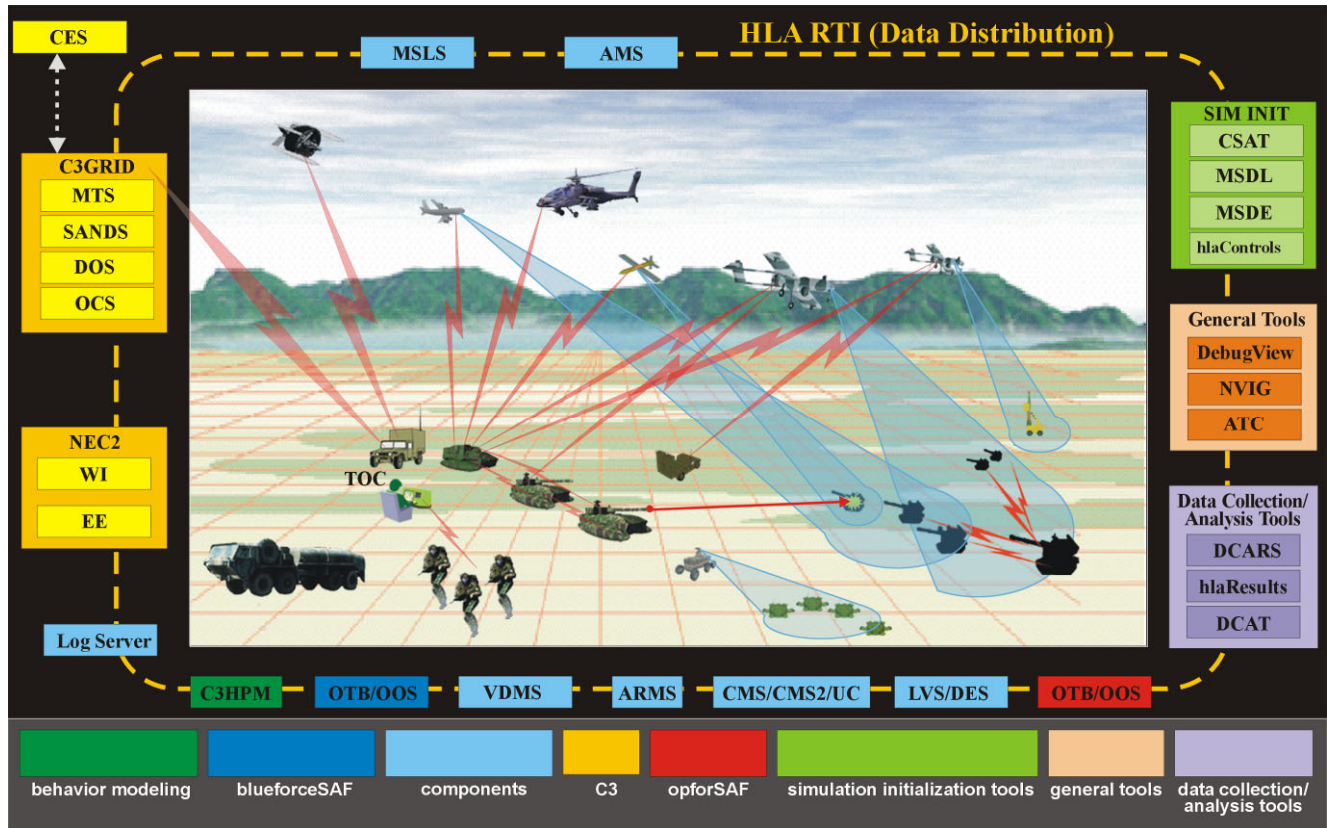 CES
HLA RTI (Data Distribution)
MSLS
AMS
C3GRID
MTS
SANDS
DOS
OCS
NEC2
WI
EE
Log Server
TOC
SIM INIT
CSAT
MSDL
MSDE
hlaControls
General Tools
DebugView
NVIG
ATC
Data Collection/
Analysis Tools
DCARS
hlaResults
DCAT
C3HPM
OTB/OOS
VDMS
ARMS
CMS/CMS2/UC
LVS/DES
OTB/OOS
behavior modeling
blueforceSAF
components
C3
opforSAF
simulation initialization tools
general tools
data collection/
analysis tools